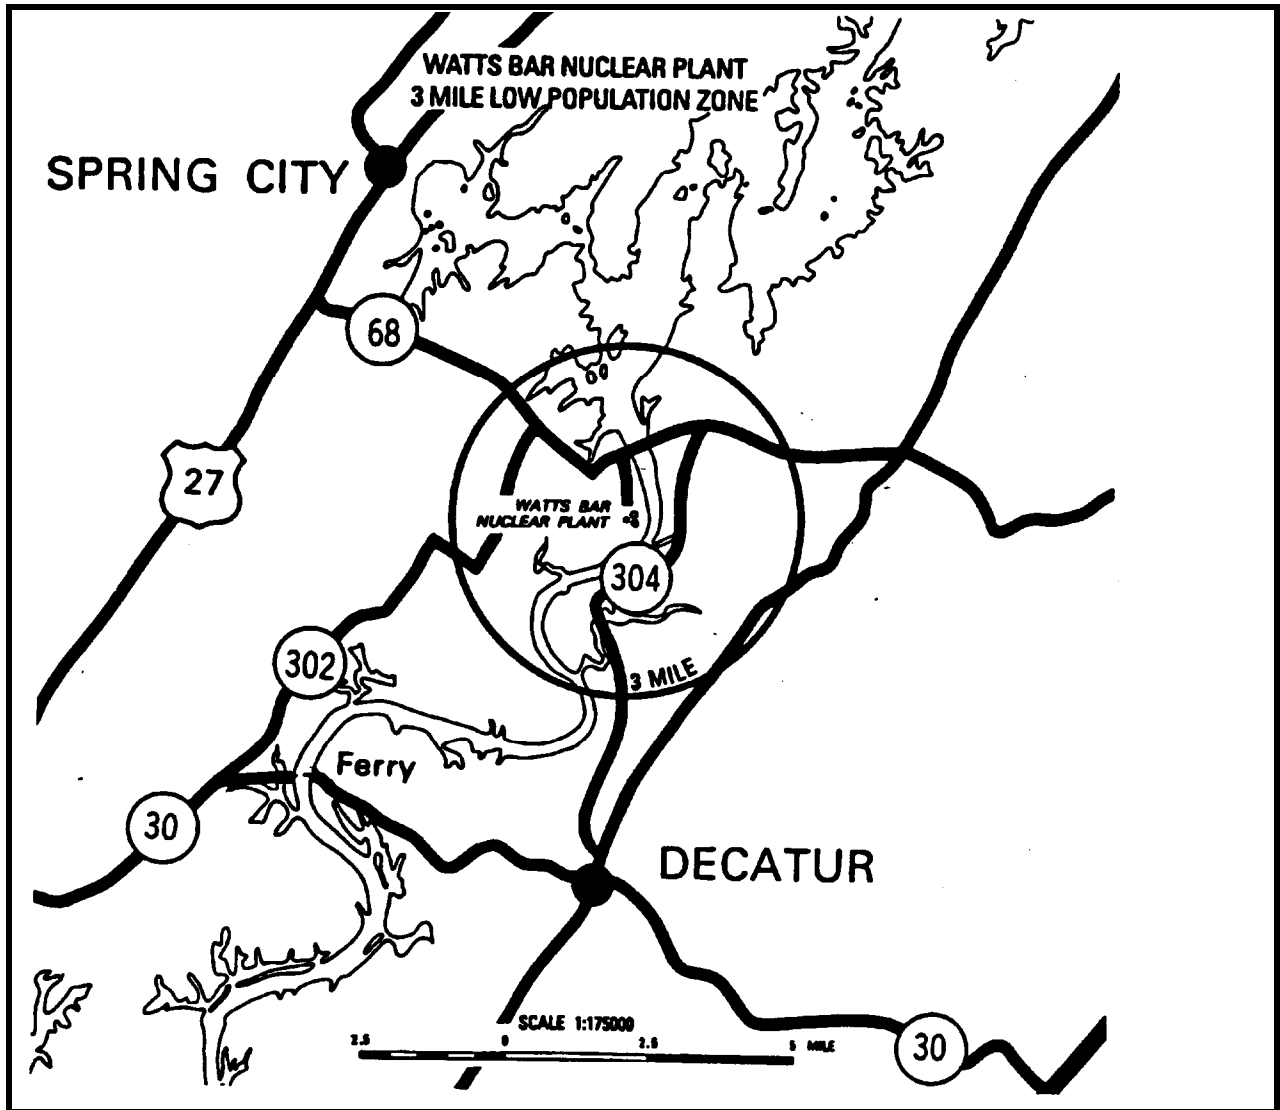 WATTS BAR NUCLEAR PLANT
3 MILE LOW POPULATION ZONE
SPRING CITY
68
27
WATTS BAR
NUCLEAR PLANT
304
302
3 MILE
Ferry
30
DECATUR
SCALE 1:175000
2.5 0 2.5 5 MILE
30